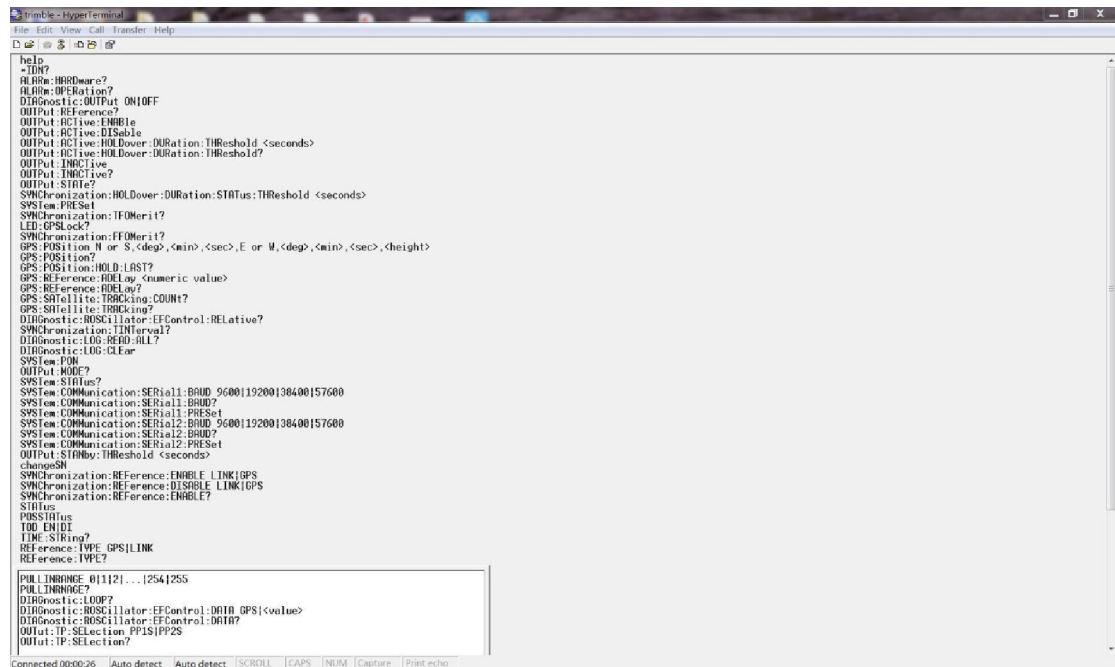 trimble - HyperTerminal
File Edit View Call Transfer Help
help
*IDN?
ALARm:HARDware?
ALARm:OPERation?
DIAGnostic:OUTPut ON|OFF
OUTPut:REFerence?
OUTPut:ACTive:ENABle
OUTPut:ACTive:DISable
OUTPut:ACTive:HOLDover:DURation:THReshold <seconds>
OUTPut:ACTive:HOLDover:DURation:THReshold?
OUTPut:INACTive
OUTPut:INACTive?
OUTPut:STATe?
SYNChronization:HOLDover:DURation:STATus:THReshold <seconds>
SYSTem:PRESet
SYNChronization:TFOMerit?
LED:GPSLock?
SYNChronization:FFOMerit?
GPS:POSition N or S,<deg>,<min>,<sec>,E or W,<deg>,<min>,<sec>,<height>
GPS:POSition?
GPS:POSition:HOLD:LAST?
GPS:REFerence:ADELay <numeric value>
GPS:REFerence:ADELay?
GPS:SATellite:TRACking:COUNt?
GPS:SATellite:TRACking?
DIAGnostic:ROSCillator:EFControl:RELative?
SYNChronization:TINTerval?
DIAGnostic:LOG:READ:ALL?
DIAGnostic:LOG:CLEar
SYSTem:PON
OUTPut:MODE?
SYSTem:STATus?
SYSTem:COMMunication:SERial1:BAUD 9600|19200|38400|57600
SYSTem:COMMunication:SERial1:BAUD?
SYSTem:COMMunication:SERial1:PRESet
SYSTem:COMMunication:SERial2:BAUD 9600|19200|38400|57600
SYSTem:COMMunication:SERial2:BAUD?
SYSTem:COMMunication:SERial2:PRESet
OUTPut:STANby:THReshold <seconds>
changeSN
SYNChronization:REFerence:ENABLE LINK|GPS
SYNChronization:REFerence:DISABLE LINK|GPS
SYNChronization:REFerence:ENABLE?
STATus
POSSTATus
TOD EN|DI
TIME:STRing?
REFerence:TYPE GPS|LINK
REFerence:TYPE?
PULLINRANGE 0|1|2|...|254|255
PULLINRNAGE?
DIAGnostic:LOOP?
DIAGnostic:ROSCillator:EFControl:DATA GPS|<value>
DIAGnostic:ROSCillator:EFControl:DATA?
OUTut:TP:SELection PP1S|PP2S
OUTut:TP:SELection?
Connected 00:00:26 Auto detect Auto detect SCROLL CAPS NUM Capture Print echo